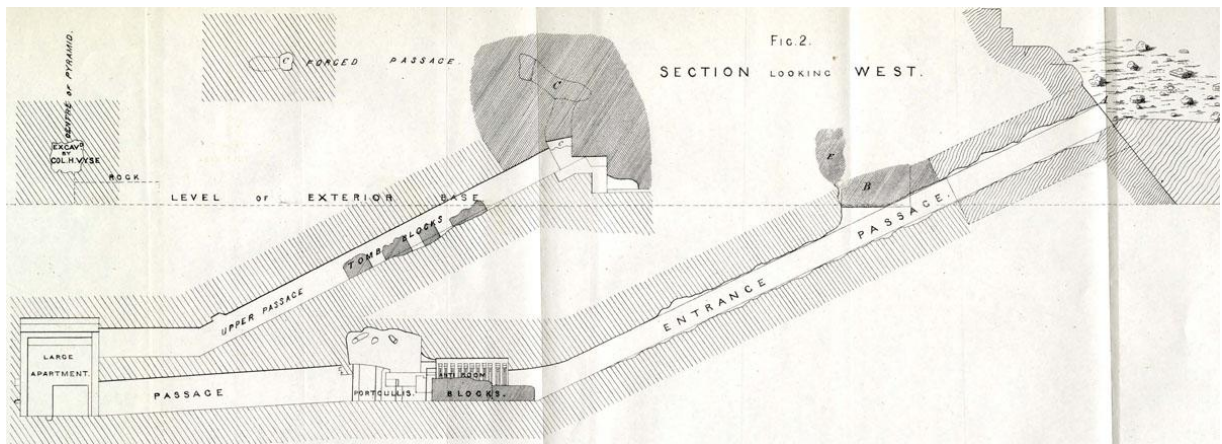 FIG. 2.
SECTION LOOKING WEST.
CENTRE OF PYRAMID.
C FORCED PASSAGE.
C
C
EXCAVD
BY
COL. H. VYSE
ROCK
LEVEL OF EXTERIOR BASE
F
B
TOMB BLOCKS
UPPER PASSAGE
ENTRANCE PASSAGE.
LARGE
APARTMENT.
PASSAGE
PORTCULLIS.
ANTI ROOM
BLOCKS.